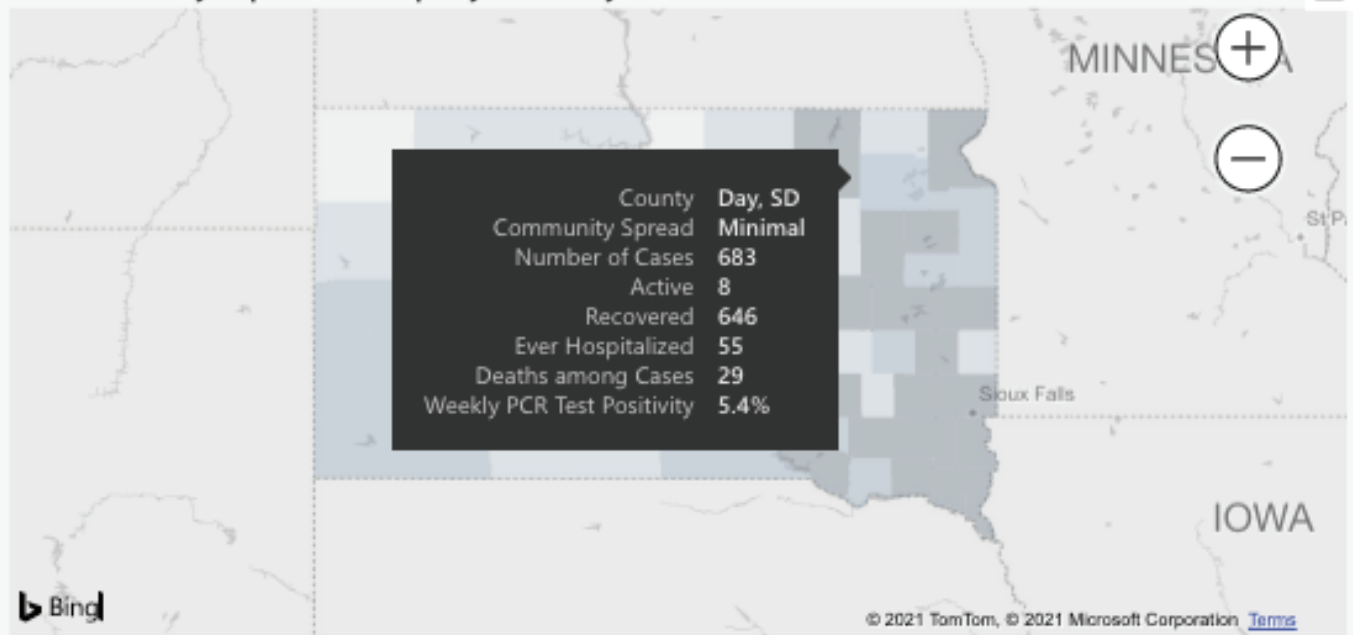 MINNES
County Day, SD
Community Spread Minimal
Number of Cases 683
Active 8
Recovered 646
Ever Hospitalized 55
Deaths among Cases 29
Weekly PCR Test Positivity 5.4%
St P
Sioux Falls
IOWA
Bing
© 2021 TomTom, © 2021 Microsoft Corporation Terms